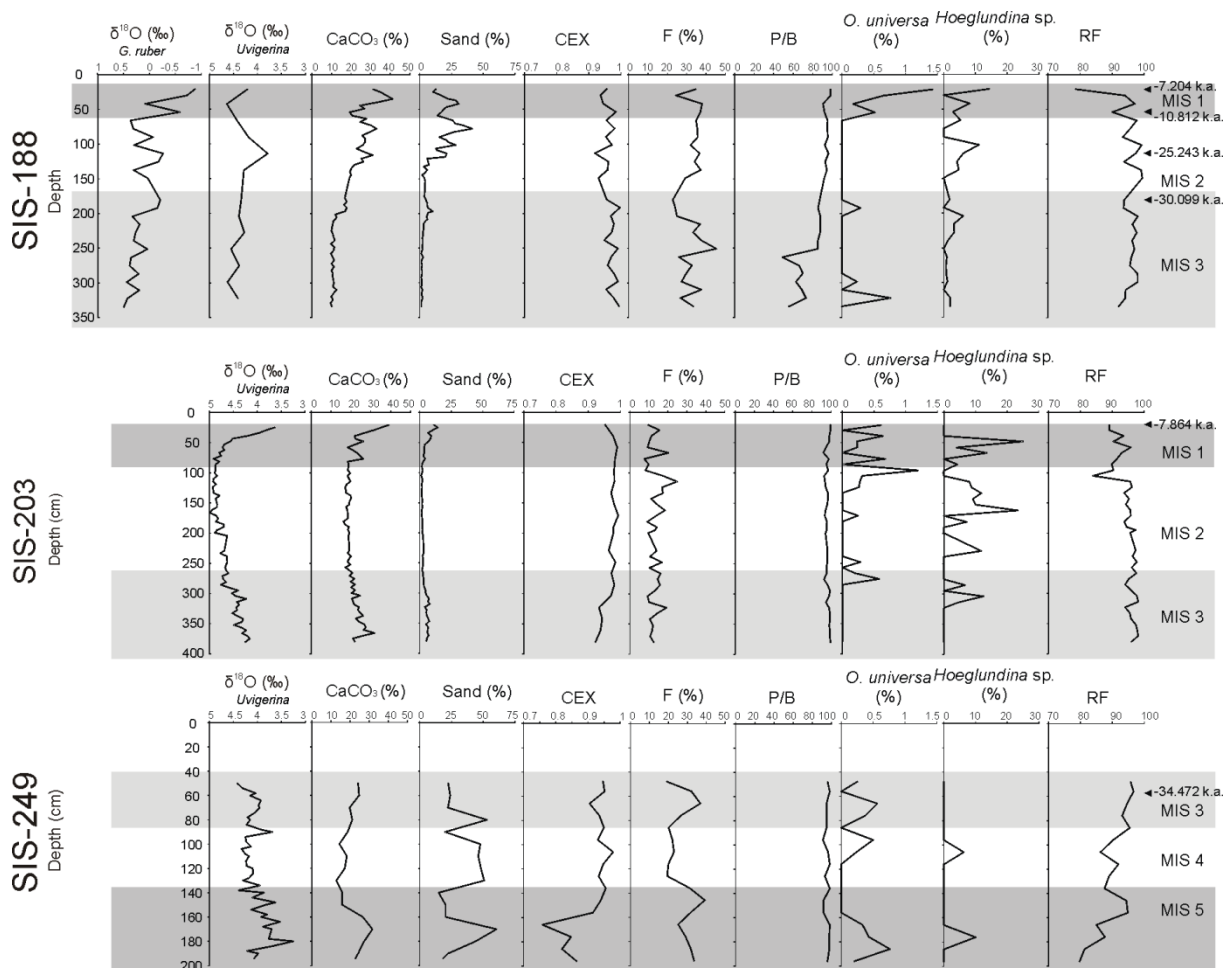 δ¹⁸O (‰) δ¹⁸O (‰) CaCO₃ (%) Sand (%) CEX F (%) P/B O. universa (%) Hoeglundina sp. (%) RF
G. ruber Uvigerina
1 0.5 0 -0.5 -1 5 4.5 4 3.5 3 0 10 20 30 40 50 0 25 50 75 0.7 0.8 0.9 1 0 10 20 30 40 50 0 20 40 60 80 100 0 0.5 1 1.5 0 10 20 30 70 80 90 100
SIS-188
Depth
0
50
100
150
200
250
300
350
-7.204 k.a.
MIS 1
-10.812 k.a.
-25.243 k.a.
MIS 2
-30.099 k.a.
MIS 3
δ¹⁸O (‰) CaCO₃ (%) Sand (%) CEX F (%) P/B O. universa (%) Hoeglundina sp. (%) RF
Uvigerina
5 4.5 4 3.5 3 0 10 20 30 40 50 0 25 50 75 0.7 0.8 0.9 1 0 10 20 30 40 50 0 20 40 60 80 100 0 0.5 1 1.5 0 10 20 30 70 80 90 100
SIS-203
Depth (cm)
0
50
100
150
200
250
300
350
400
-7.864 k.a.
MIS 1
MIS 2
MIS 3
δ¹⁸O (‰) CaCO₃ (%) Sand (%) CEX F (%) P/B O. universa (%) Hoeglundina sp. (%) RF
Uvigerina
5 4.5 4 3.5 3 0 10 20 30 40 50 0 25 50 75 0.7 0.8 0.9 1 0 10 20 30 40 50 0 20 40 60 80 100 0 0.5 1 1.5 0 10 20 30 70 80 90 100
SIS-249
Depth (cm)
0
20
40
60
80
100
120
140
160
180
200
-34.472 k.a.
MIS 3
MIS 4
MIS 5